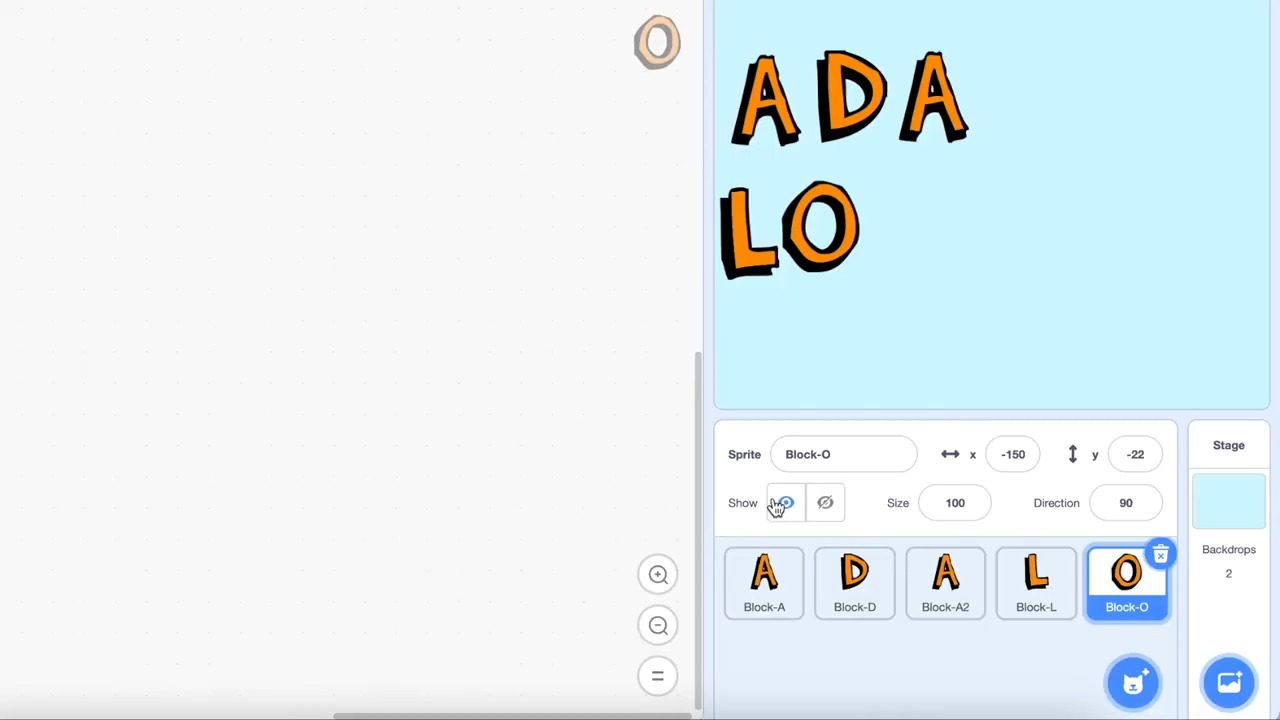 O
ADA
LO
Sprite Block-O x -150 y -22
Show Size 100 Direction 90
Stage
Backdrops
2
A D A L O
Block-A Block-D Block-A2 Block-L Block-O